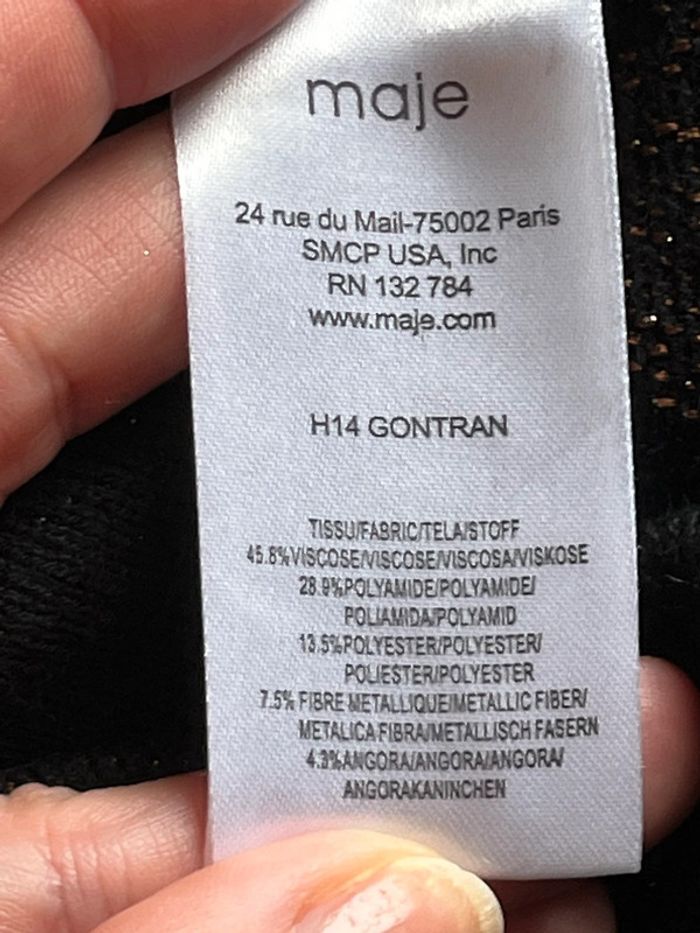 maje
24 rue du Mail-75002 Paris
SMCP USA, Inc
RN 132 784
www.maje.com
H14 GONTRAN
TISSU/FABRIC/TELA/STOFF
45.8%VISCOSE/VISCOSE/VISCOSA/VISKOSE
28.9%POLYAMIDE/POLYAMIDE/
POLIAMIDA/POLYAMID
13.5%POLYESTER/POLYESTER/
POLIESTER/POLYESTER
7.5% FIBRE METALLIQUE/METALLIC FIBER/
METALICA FIBRA/METALLISCH FASERN
4.3%ANGORA/ANGORA/ANGORA/
ANGORAKANINCHEN